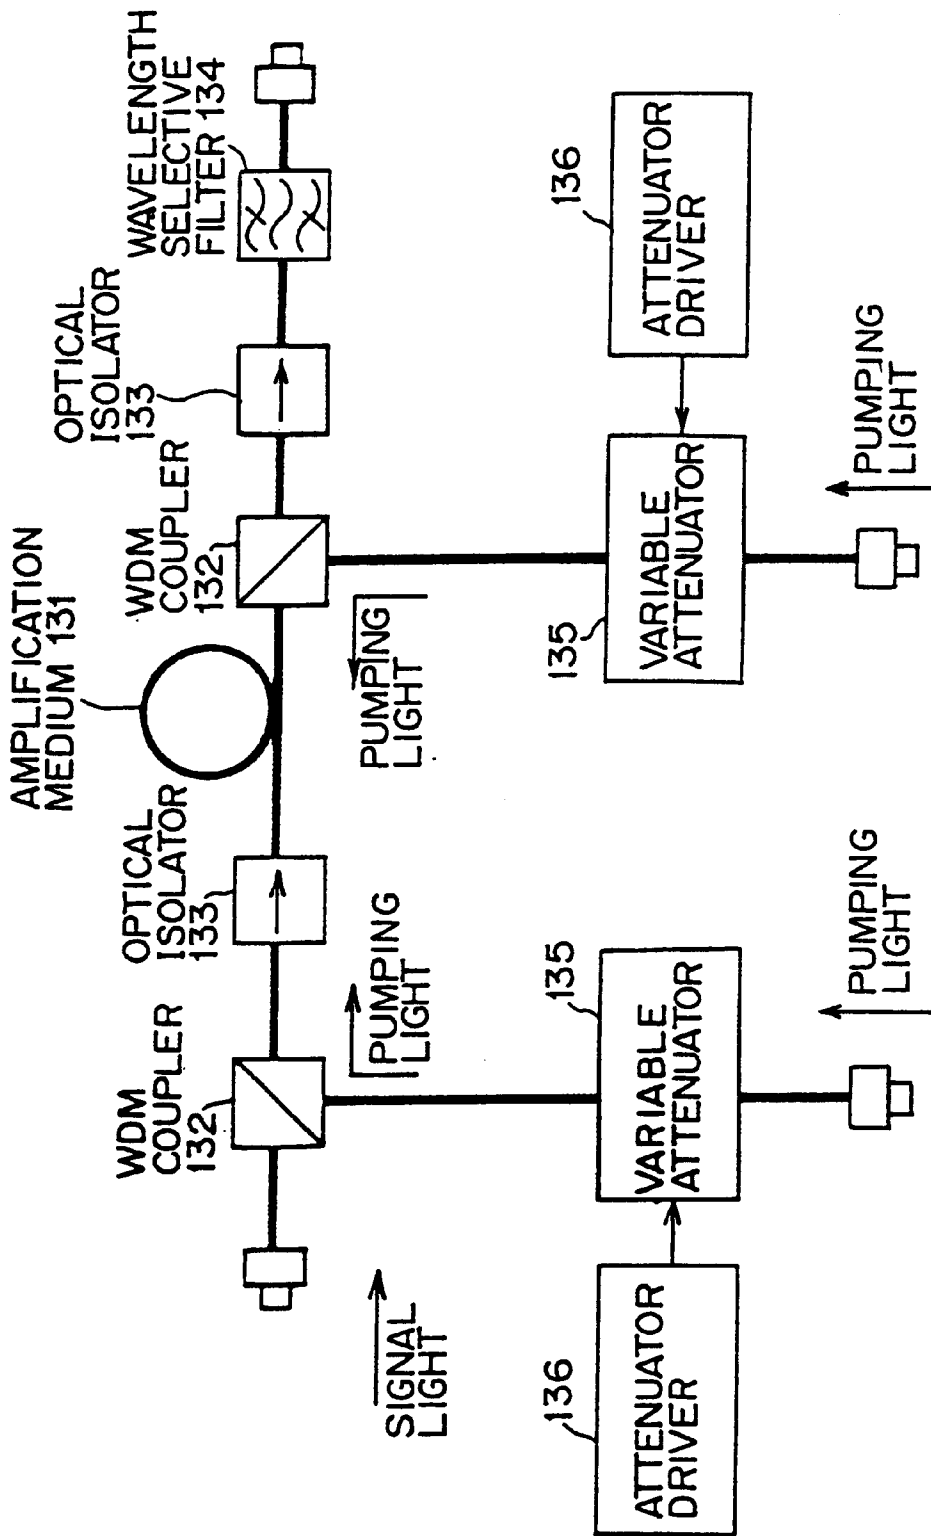 AMPLIFICATION
MEDIUM 131
WDM
COUPLER
132
OPTICAL
ISOLATOR
133
WDM
COUPLER
132
OPTICAL
ISOLATOR
133
WAVELENGTH
SELECTIVE
FILTER 134
SIGNAL
LIGHT
PUMPING
LIGHT
PUMPING
LIGHT
136
ATTENUATOR
DRIVER
135
VARIABLE
ATTENUATOR
135
VARIABLE
ATTENUATOR
136
ATTENUATOR
DRIVER
PUMPING
LIGHT
PUMPING
LIGHT